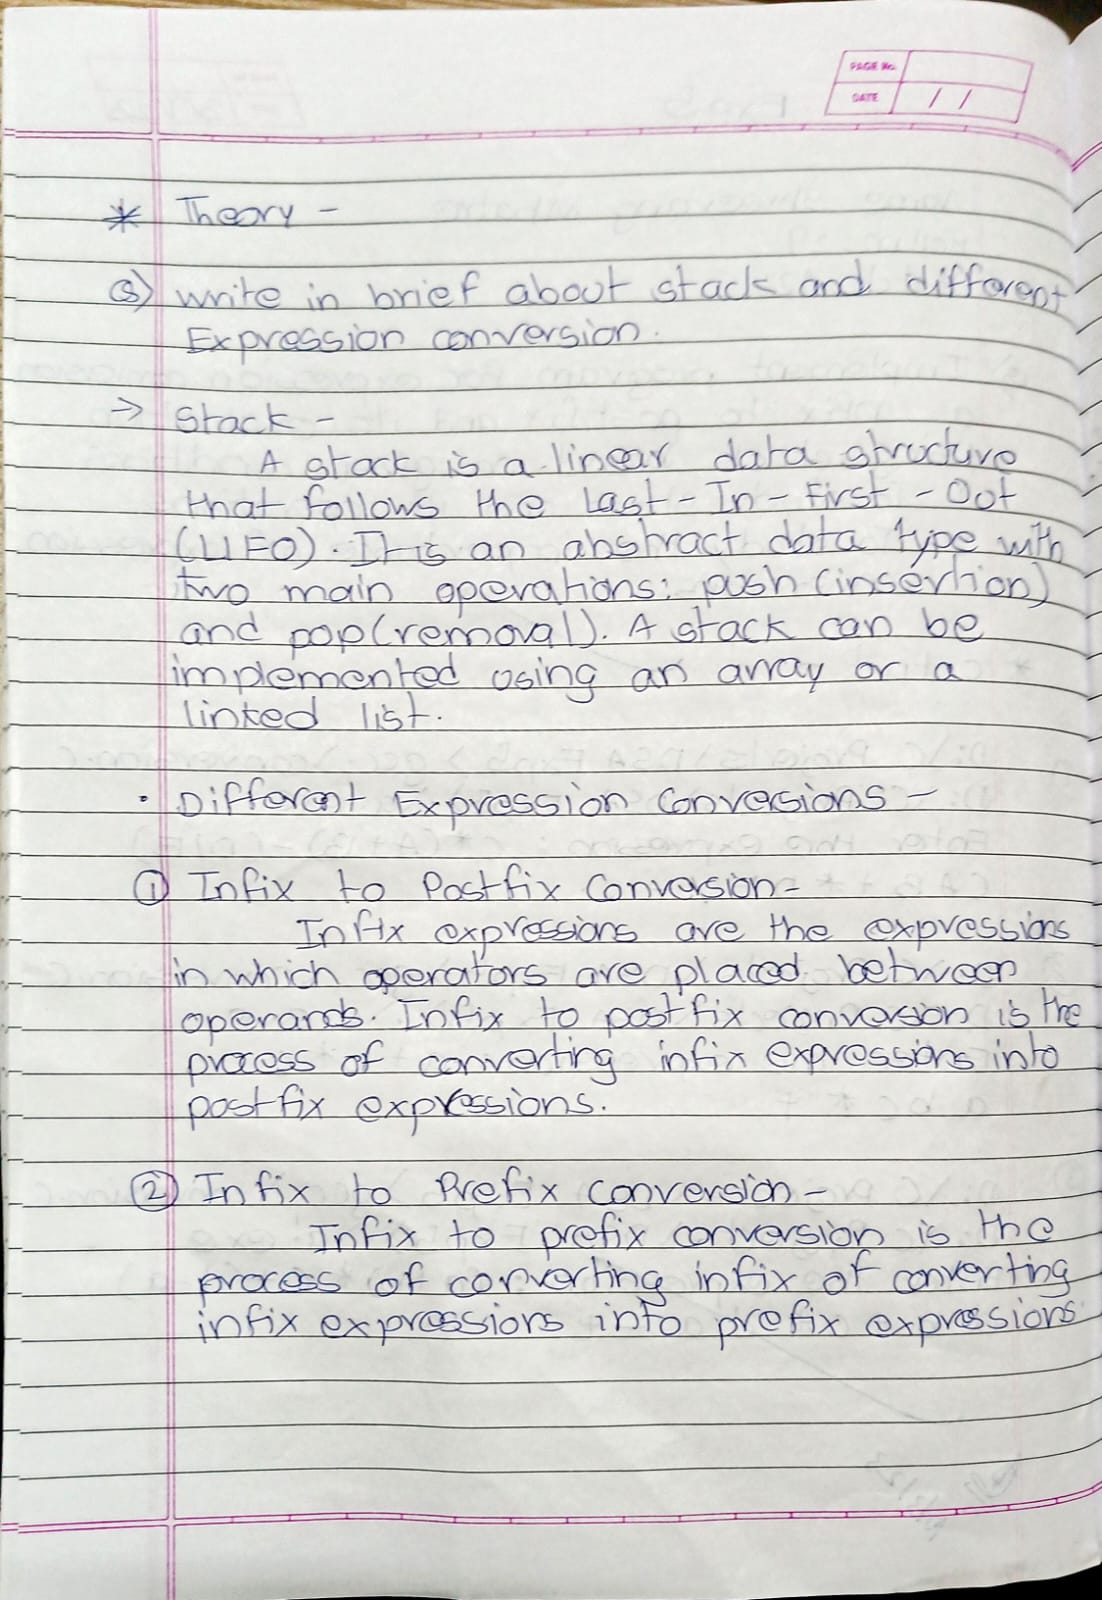 PAGE No.
DATE / /
* Theory -
Q) write in brief about stack and different
Expression conversion.
→ Stack -
A stack is a linear data structure
that follows the Last - In - First - Out
(LIFO). It is an abstract data type with
two main operations: push (insertion)
and pop (removal). A stack can be
implemented using an array or a
linked list.
• Different Expression Conversions -
① Infix to Postfix Conversion -
Infix expressions are the expressions
in which operators are placed between
operands. Infix to postfix conversion is the
process of converting infix expressions into
postfix expressions.
② Infix to Prefix conversion -
Infix to prefix conversion is the
process of converting infix of converting
infix expressions into prefix expressions